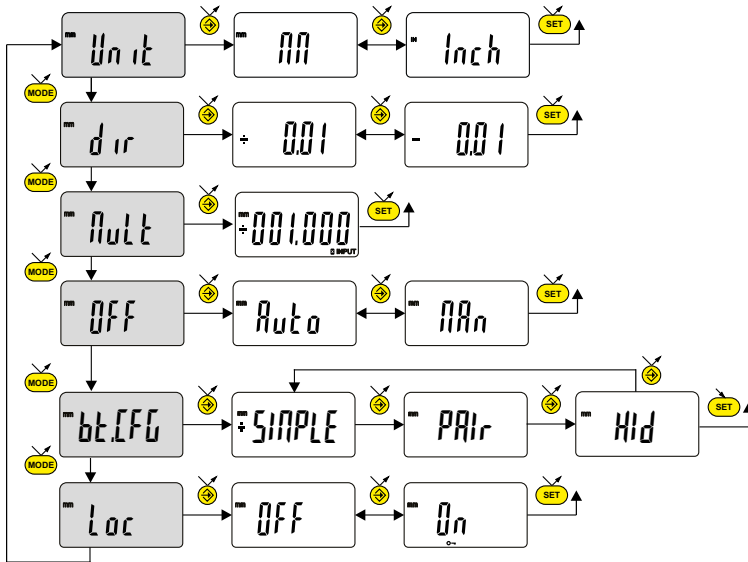 mm Unit mm MM IN Inch SET
MODE
mm dir ÷ 0.01 - 0.01 SET
MODE
mm Mult mm ÷ 001.000 INPUT SET
MODE
mm OFF mm Auto mm MAn SET
MODE
mm bt.CFG mm ÷ SIMPLE mm PAIr mm HId SET
MODE
mm Loc mm OFF mm On SET